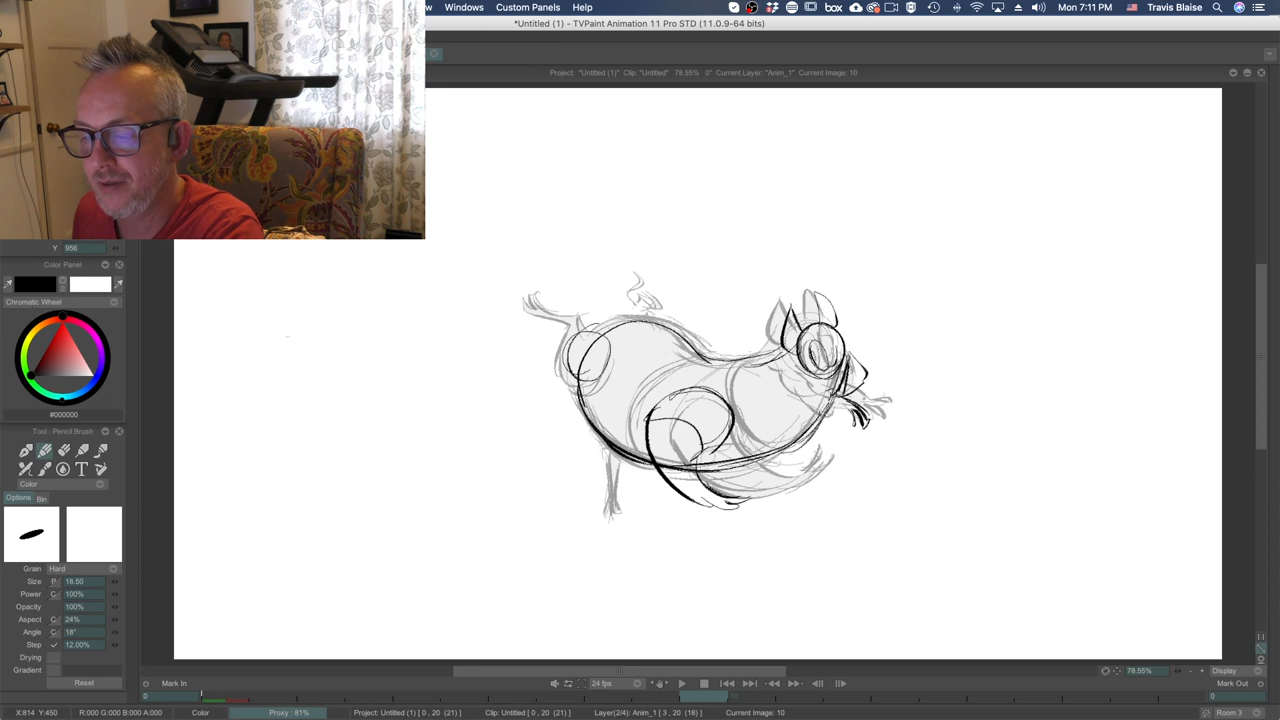 Windows Panels Help
box
Mon 7:11 PM Travis Blaise
*Untitled (1) - TVPaint Animation 11 Pro STD (11.0.9-64 bits)
Project: "Untitled (1)" Clip: "Untitled" 78.55% 0° Current Layer: "Anim_1" Current Image: 10
Y 956
Color Panel
Chromatic Wheel
#000000
Tool : Pencil Brush
T
Color
Options Bin
Grain Hard
Size P 18.50
Power C 100%
Opacity 100%
Aspect C 24%
Angle C 18°
Step 12.00%
Drying
Gradient
Reset
78.55% Display
Mark In 24 fps Mark Out
0 10 0
X:814 Y:450 R:000 G:000 B:000 A:000 Color Proxy : 81% Project: Untitled (1) [ 0 , 20 (21) ] Clip: Untitled [ 0 , 20 (21) ] Layer(2/4): Anim_1 [ 3 , 20 (18) ] Current Image: 10 Room 3